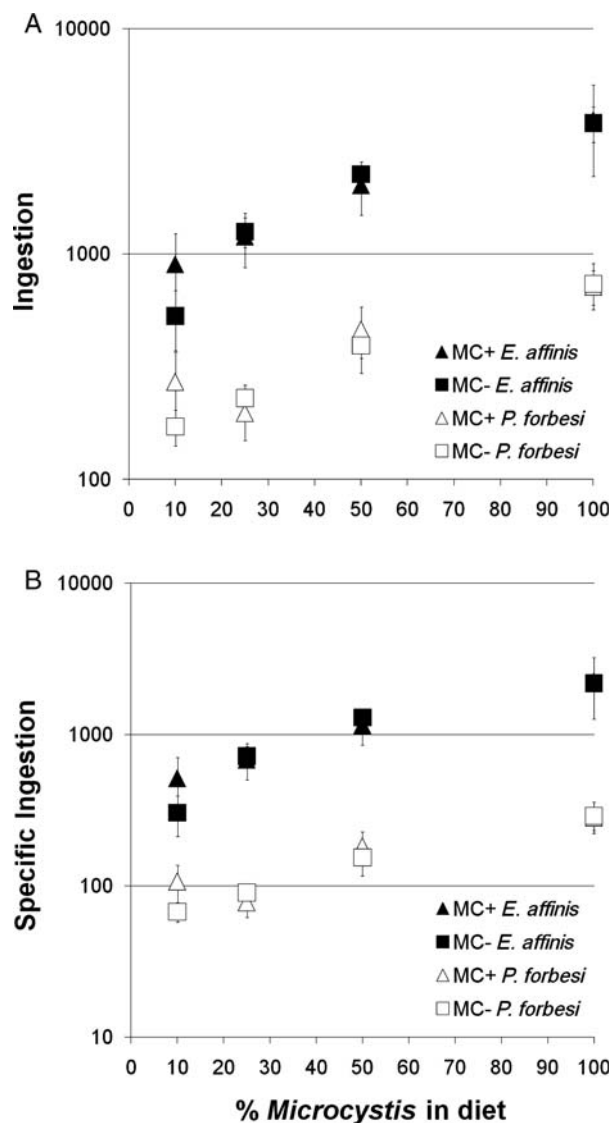 A
10000
1000
100
Ingestion
▲ MC+ E. affinis
■ MC- E. affinis
△ MC+ P. forbesi
□ MC- P. forbesi
0 10 20 30 40 50 60 70 80 90 100
B
10000
1000
100
10
Specific Ingestion
▲ MC+ E. affinis
■ MC- E. affinis
△ MC+ P. forbesi
□ MC- P. forbesi
0 10 20 30 40 50 60 70 80 90 100
% Microcystis in diet